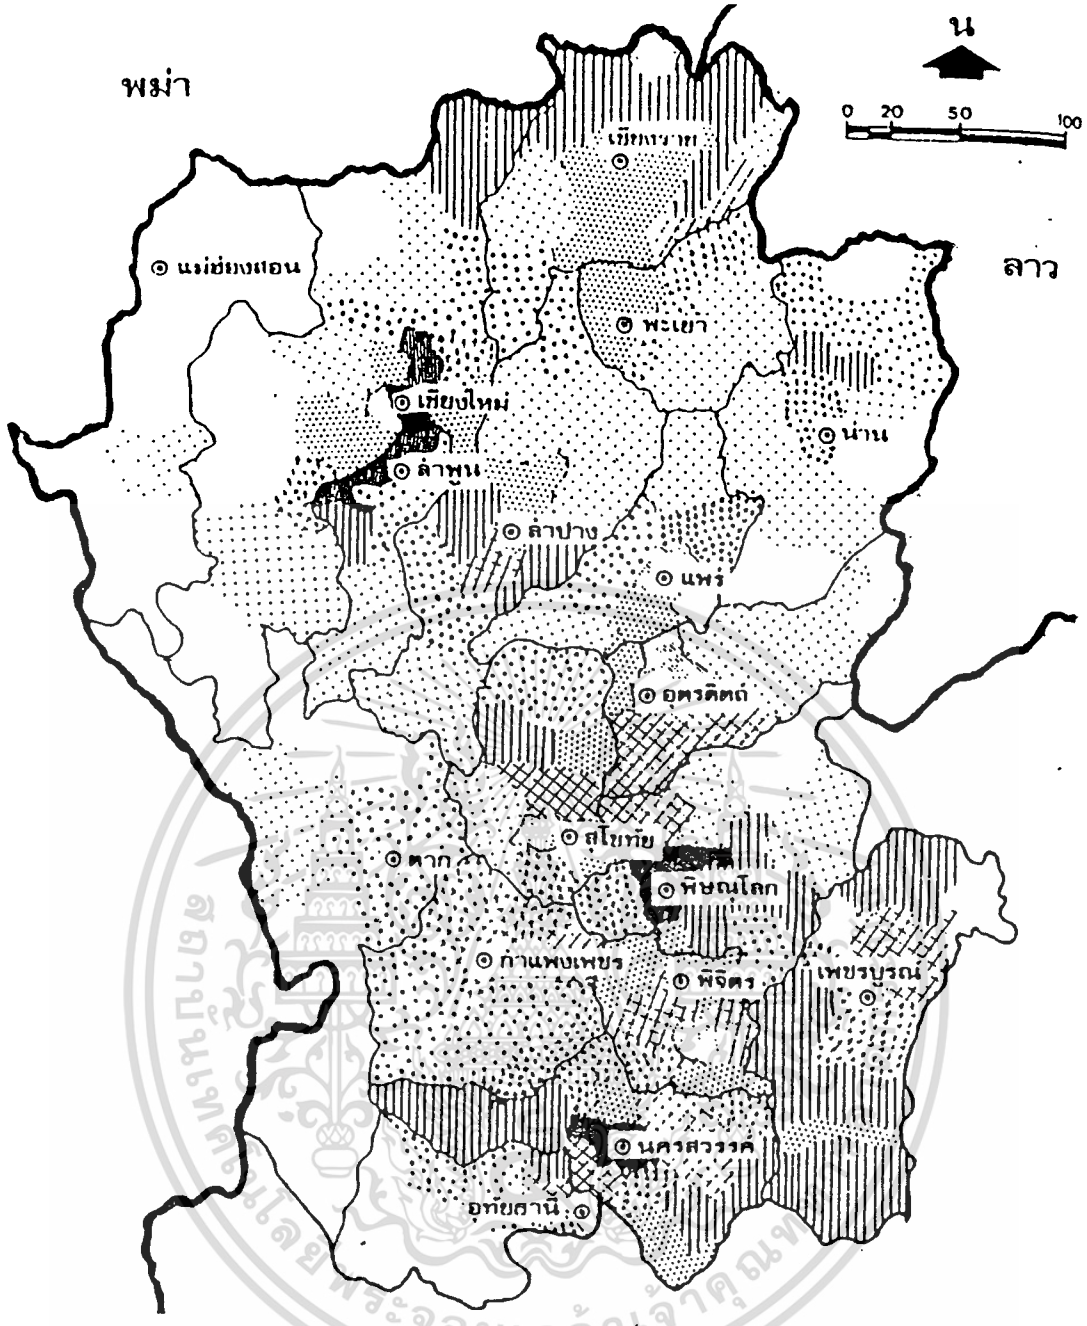 น
พม่า
0 20 50 100
เชียงราย
ลาว
แม่ฮ่องสอน
พะเยา
เชียงใหม่
น่าน
ลำพูน
ลำปาง
แพร่
อุตรดิตถ์
สุโขทัย
ตาก
พิษณุโลก
กำแพงเพชร
พิจิตร
เพชรบูรณ์
นครสวรรค์
อุทัยธานี